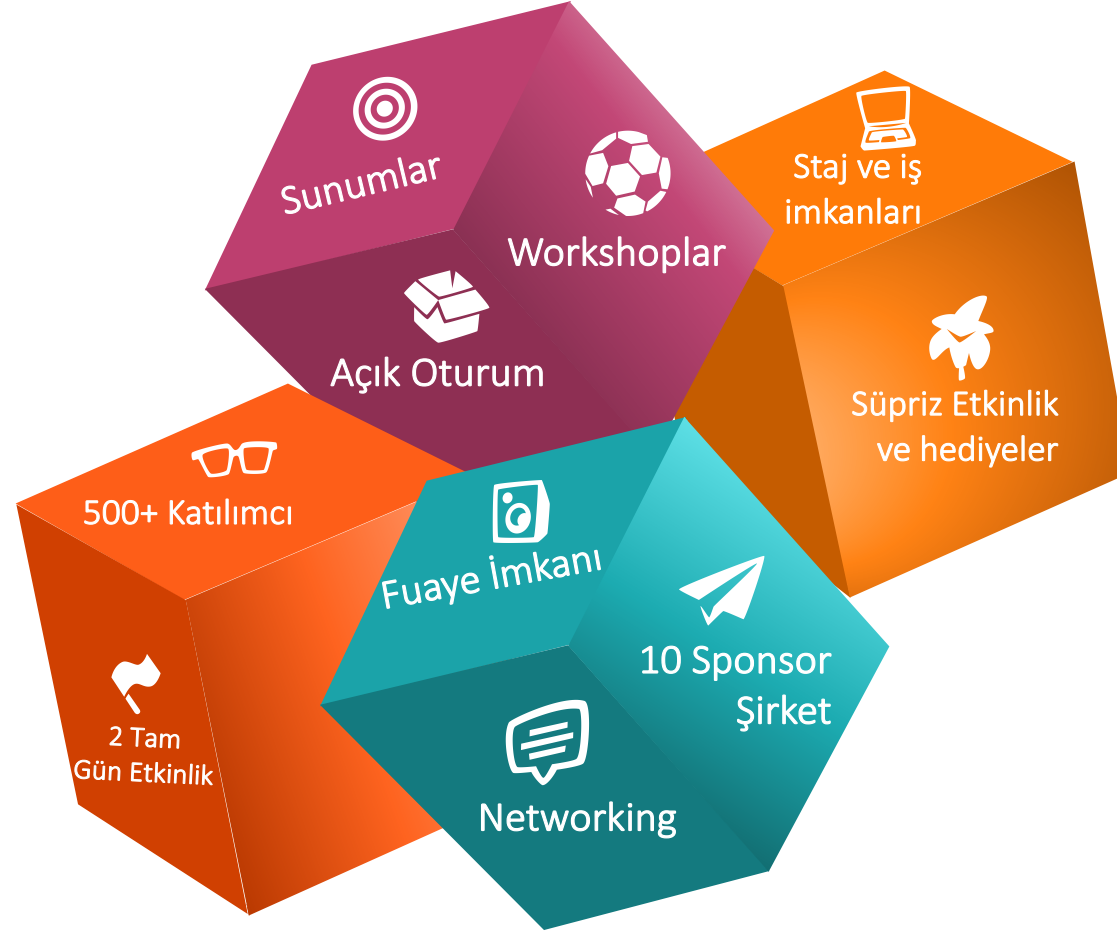 Sunumlar
Workshoplar
Açık Oturum
Staj ve iş
imkanları
Süpriz Etkinlik
ve hediyeler
500+ Katılımcı
2 Tam
Gün Etkinlik
Fuaye İmkanı
10 Sponsor
Şirket
Networking